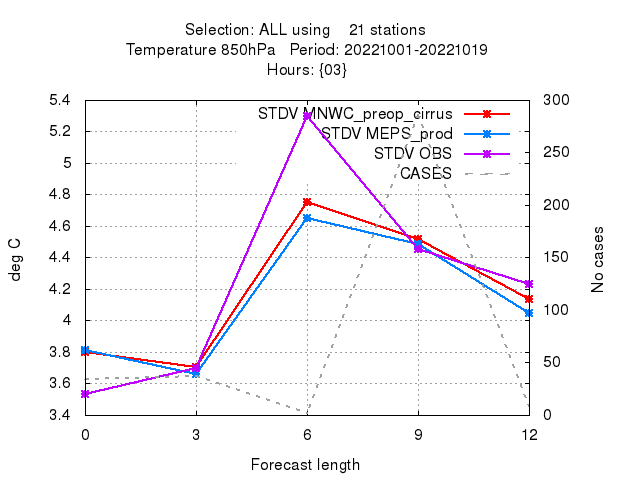 Selection: ALL using    21 stations
Temperature 850hPa   Period: 20221001-20221019
Hours: {03}
STDV MNWC_preop_cirrus
STDV MEPS_prod
STDV OBS
CASES
5.4
5.2
5
4.8
4.6
4.4
4.2
4
3.8
3.6
3.4
deg C
300
250
200
150
100
50
0
No cases
0 3 6 9 12
Forecast length